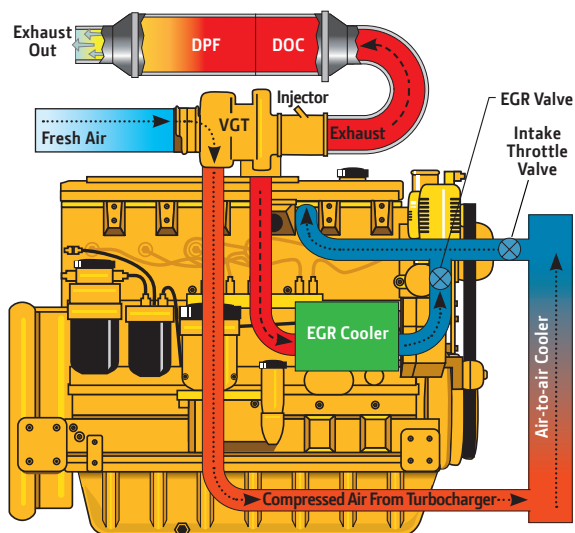 Exhaust
Out
DPF
DOC
Injector
EGR Valve
VGT
Fresh Air
Exhaust
Intake
Throttle
Valve
EGR Cooler
Air-to-air Cooler
Compressed Air From Turbocharger